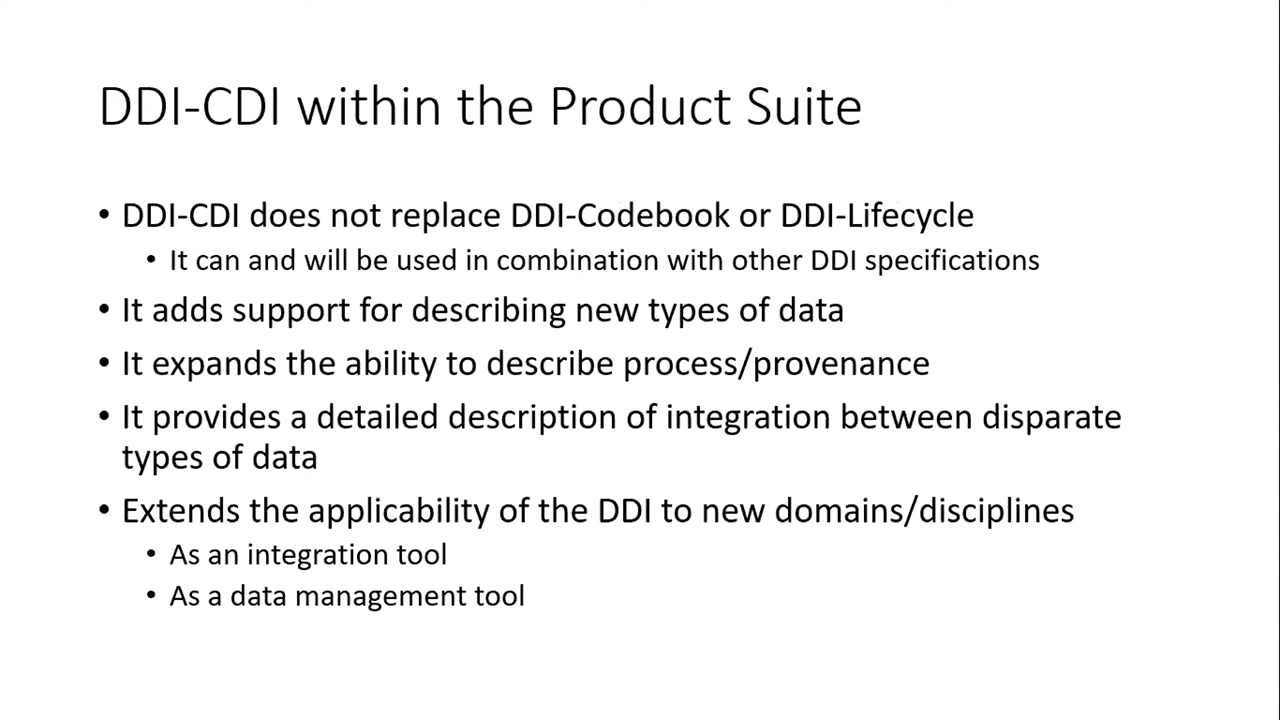 DDI-CDI within the Product Suite
• DDI-CDI does not replace DDI-Codebook or DDI-Lifecycle
• It can and will be used in combination with other DDI specifications
• It adds support for describing new types of data
• It expands the ability to describe process/provenance
• It provides a detailed description of integration between disparate
types of data
• Extends the applicability of the DDI to new domains/disciplines
• As an integration tool
• As a data management tool